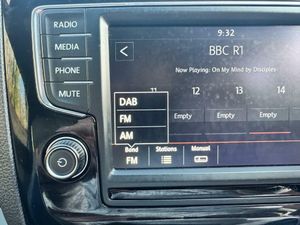 RADIO
MEDIA
PHONE
MUTE
9:32
BBC R1
Now Playing: On My Mind by Disciples
11 12 13 14
DAB
FM
AM
Empty Empty Empty
Band Stations Manual
FM